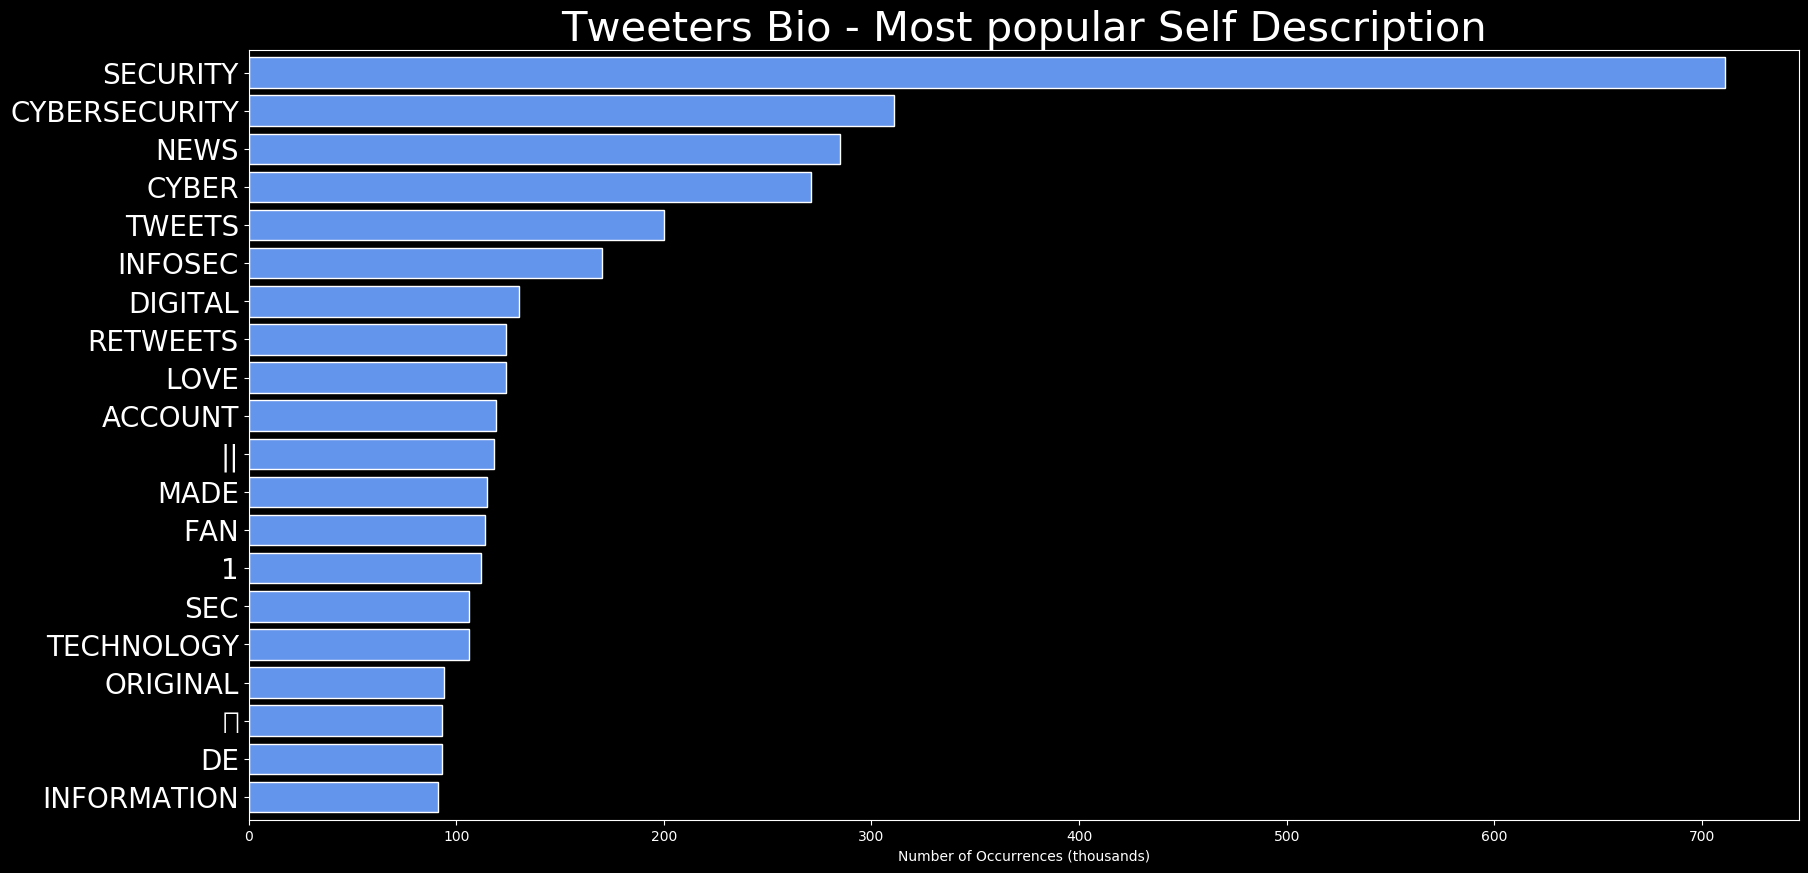 Tweeters Bio - Most popular Self Description
SECURITY
CYBERSECURITY
NEWS
CYBER
TWEETS
INFOSEC
DIGITAL
RETWEETS
LOVE
ACCOUNT
||
MADE
FAN
1
SEC
TECHNOLOGY
ORIGINAL
DE
INFORMATION
0 100 200 300 400 500 600 700
Number of Occurrences (thousands)